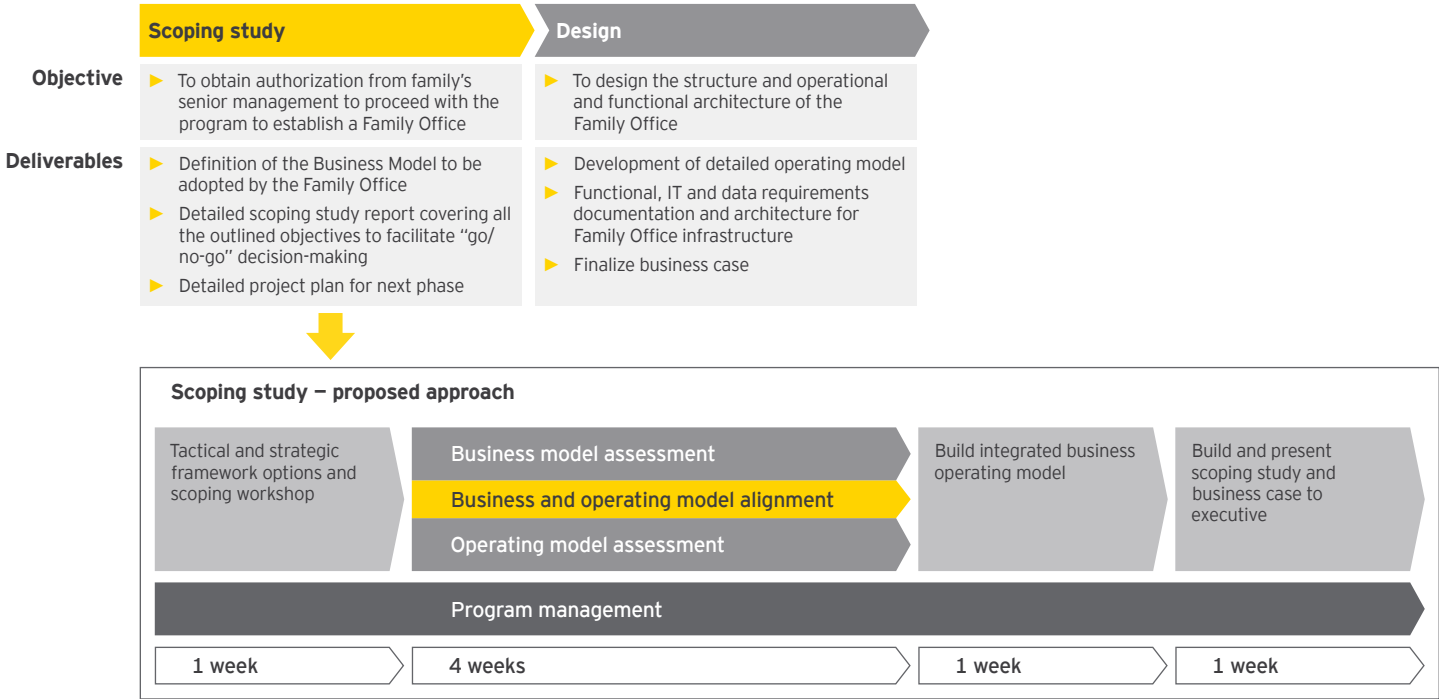 Scoping study
Design
Objective
► To obtain authorization from family’s
senior management to proceed with the
program to establish a Family Office
► To design the structure and operational
and functional architecture of the
Family Office
Deliverables
► Definition of the Business Model to be
adopted by the Family Office
► Detailed scoping study report covering all
the outlined objectives to facilitate “go/
no-go” decision-making
► Detailed project plan for next phase
► Development of detailed operating model
► Functional, IT and data requirements
documentation and architecture for
Family Office infrastructure
► Finalize business case
Scoping study – proposed approach
Tactical and strategic
framework options and
scoping workshop
Business model assessment
Business and operating model alignment
Operating model assessment
Build integrated business
operating model
Build and present
scoping study and
business case to
executive
Program management
1 week
4 weeks
1 week
1 week